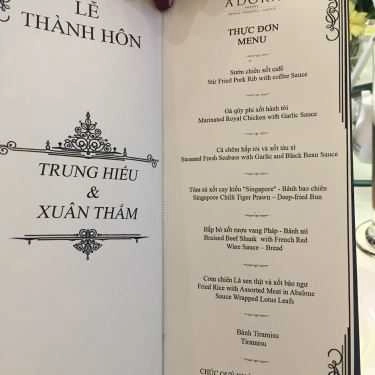 LỄ
THÀNH HÔN
TRUNG HIẾU
&
XUÂN THẮM
ADORA
THỰC ĐƠN
MENU
Sườn chiên xốt café
Stir Fried Pork Rib with coffee Sauce
Gà qúy phi xốt hành tỏi
Marinated Royal Chicken with Garlic Sauce
Cá chẽm hấp tỏi và xốt tàu xì
Steamed Fresh Seabass with Garlic and Black Bean Sauce
Tôm sú xốt cay kiểu "Singapore" - Bánh bao chiên
Singapore Chili Tiger Prawn – Deep-fried Bun
Bắp bò xốt rượu vang Pháp - Bánh mì
Braised Beef Shank with French Red
Wine Sauce – Bread
Cơm chiên Lá sen thịt và xốt bào ngư
Fried Rice with Assorted Meat in Abalone
Sauce Wrapped Lotus Leafs
Bánh Tiramisu
Tiramisu